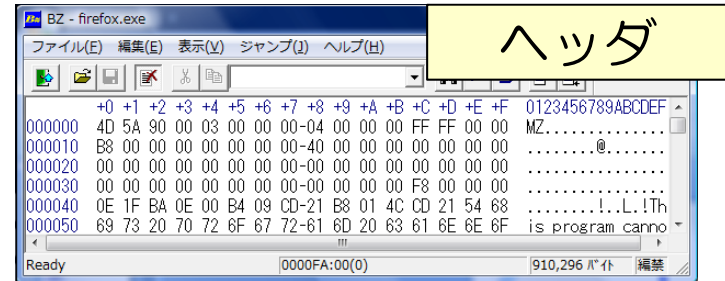 BZ - firefox.exe
ヘッダ
ファイル(F) 編集(E) 表示(V) ジャンプ(J) ヘルプ(H)
+0 +1 +2 +3 +4 +5 +6 +7 +8 +9 +A +B +C +D +E +F 0123456789ABCDEF
000000 4D 5A 90 00 03 00 00 00-04 00 00 00 FF FF 00 00 MZ..............
000010 B8 00 00 00 00 00 00 00-40 00 00 00 00 00 00 00 ........@.......
000020 00 00 00 00 00 00 00 00-00 00 00 00 00 00 00 00 ................
000030 00 00 00 00 00 00 00 00-00 00 00 00 F8 00 00 00 ................
000040 0E 1F BA 0E 00 B4 09 CD-21 B8 01 4C CD 21 54 68 ........!..L.!Th
000050 69 73 20 70 72 6F 67 72-61 6D 20 63 61 6E 6E 6F is program canno
Ready 0000FA:00(0) 910,296 バイト 編禁